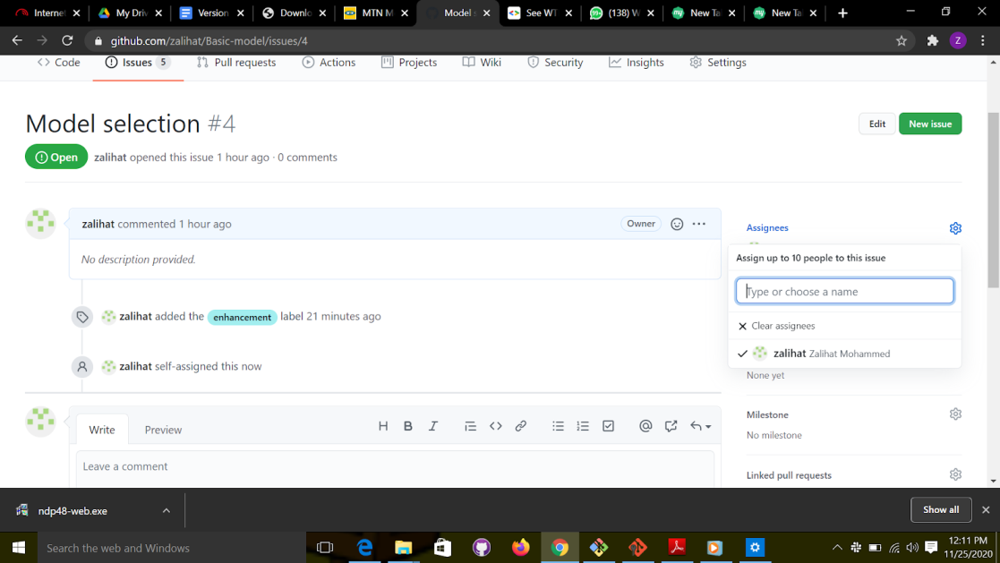 Internet
My Driv
Version
Downlo
MTN M
Model s
See WT
(138) W
New Ta
New Ta
github.com/zalihat/Basic-model/issues/4
Z
Code
Issues 5
Pull requests
Actions
Projects
Wiki
Security
Insights
Settings
Model selection #4
Edit
New issue
Open
zalihat opened this issue 1 hour ago · 0 comments
zalihat commented 1 hour ago
Owner
No description provided.
zalihat added the enhancement label 21 minutes ago
zalihat self-assigned this now
Assignees
Assign up to 10 people to this issue
Type or choose a name
Clear assignees
zalihat Zalihat Mohammed
None yet
Milestone
No milestone
Linked pull requests
Write
Preview
Leave a comment
ndp48-web.exe
Show all
Search the web and Windows
12:11 PM
11/25/2020